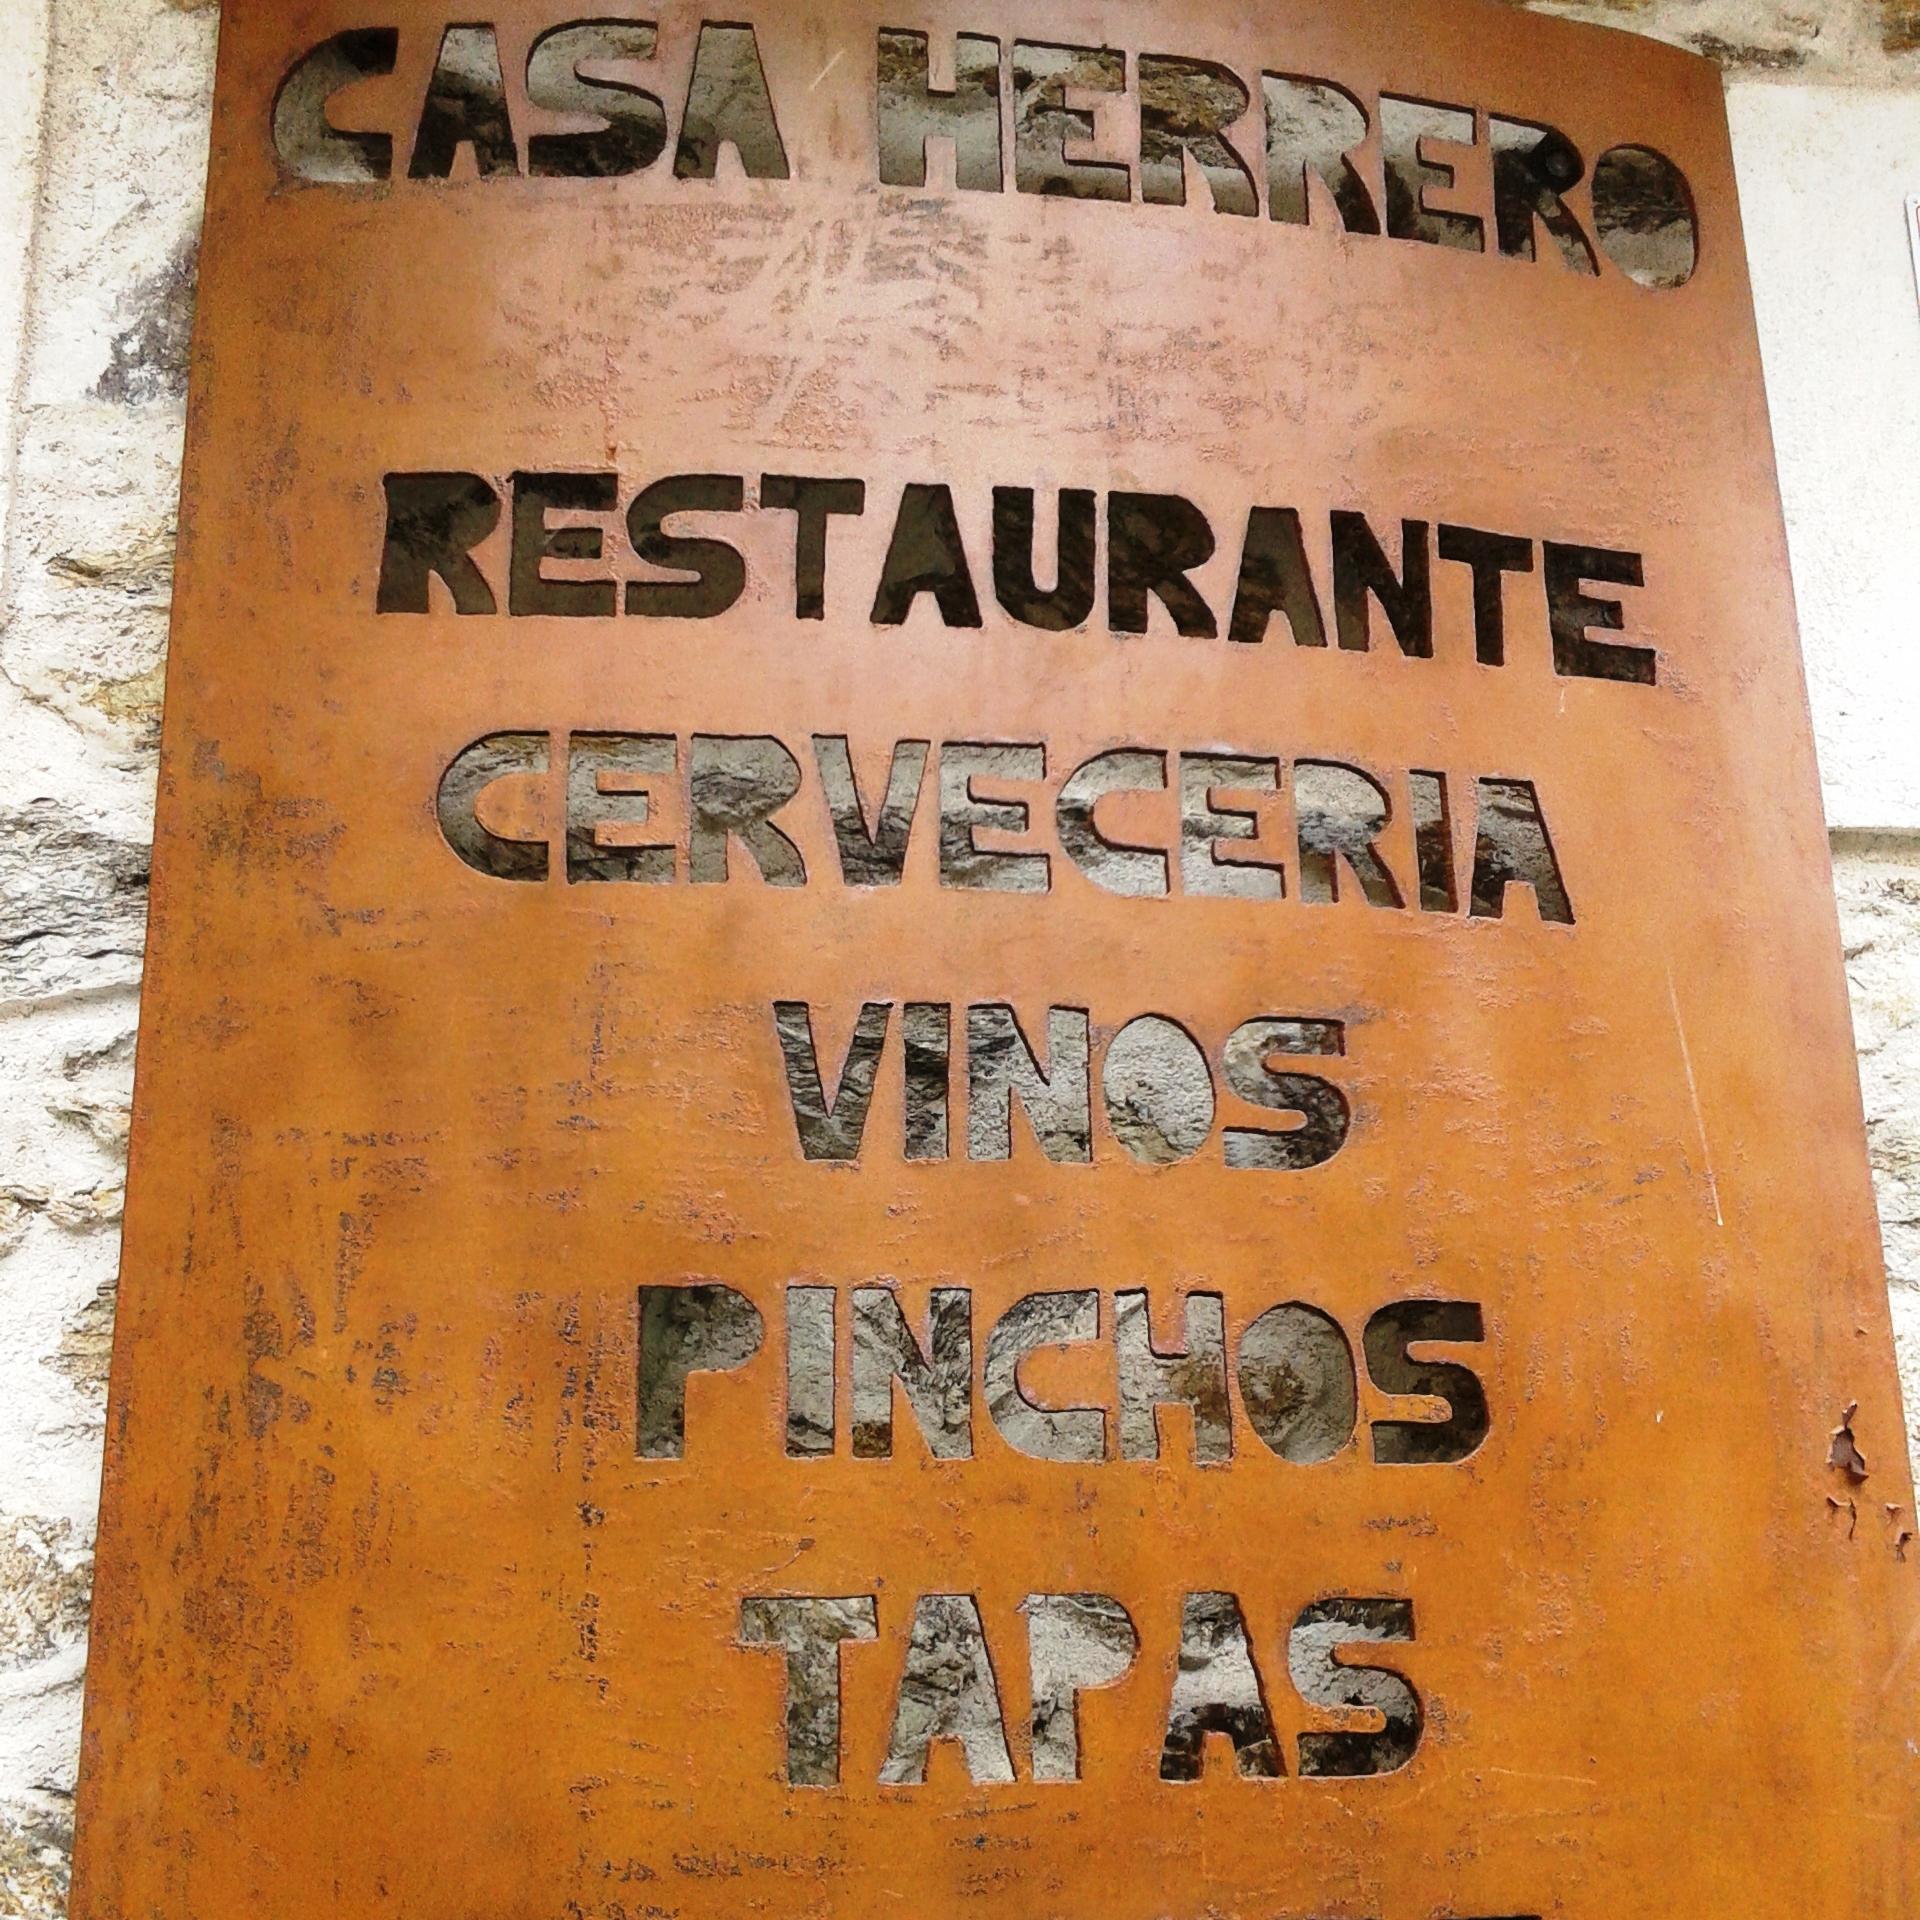 CASA HERRERO
RESTAURANTE
CERVECERIA
VINOS
PINCHOS
TAPAS